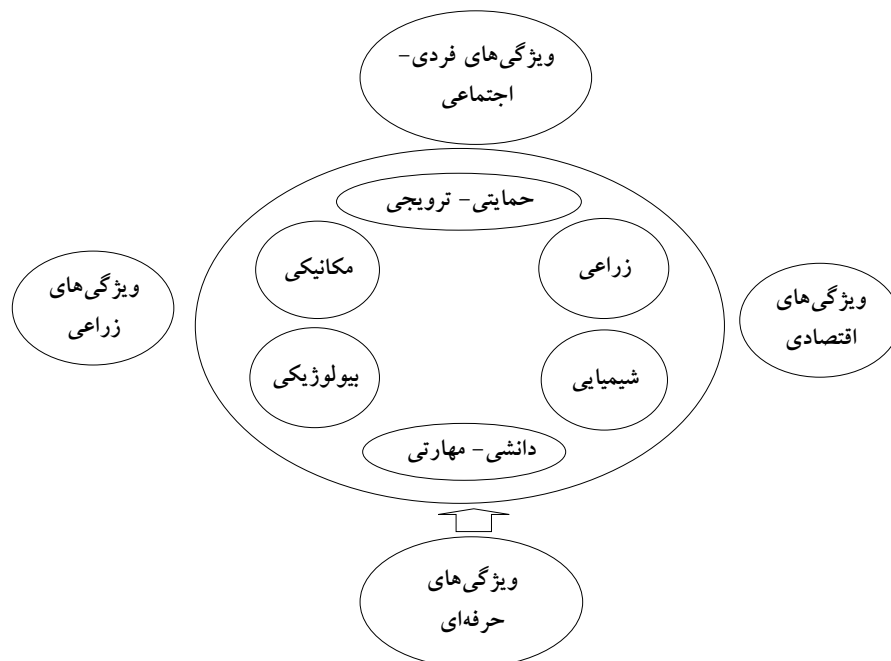 ویژگی‌های فردی-
اجتماعی
حمایتی- ترویجی
زراعی
مکانیکی
ویژگی‌های
اقتصادی
ویژگی‌های
زراعی
شیمیایی
بیولوژیکی
دانشی- مهارتی
ویژگی‌های
حرفه‌ای